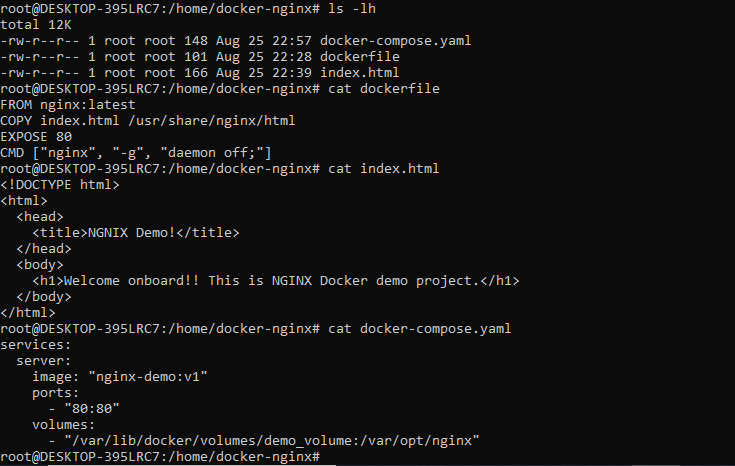 root@DESKTOP-395LRC7:/home/docker-nginx# ls -lh
total 12K
-rw-r--r-- 1 root root 148 Aug 25 22:57 docker-compose.yaml
-rw-r--r-- 1 root root 101 Aug 25 22:28 dockerfile
-rw-r--r-- 1 root root 166 Aug 25 22:39 index.html
root@DESKTOP-395LRC7:/home/docker-nginx# cat dockerfile
FROM nginx:latest
COPY index.html /usr/share/nginx/html
EXPOSE 80
CMD ["nginx", "-g", "daemon off;"]
root@DESKTOP-395LRC7:/home/docker-nginx# cat index.html
<!DOCTYPE html>
<html>
  <head>
    <title>NGNIX Demo!</title>
  </head>
  <body>
    <h1>Welcome onboard!! This is NGINX Docker demo project.</h1>
  </body>
</html>
root@DESKTOP-395LRC7:/home/docker-nginx# cat docker-compose.yaml
services:
  server:
    image: "nginx-demo:v1"
    ports:
      - "80:80"
    volumes:
      - "/var/lib/docker/volumes/demo_volume:/var/opt/nginx"
root@DESKTOP-395LRC7:/home/docker-nginx#